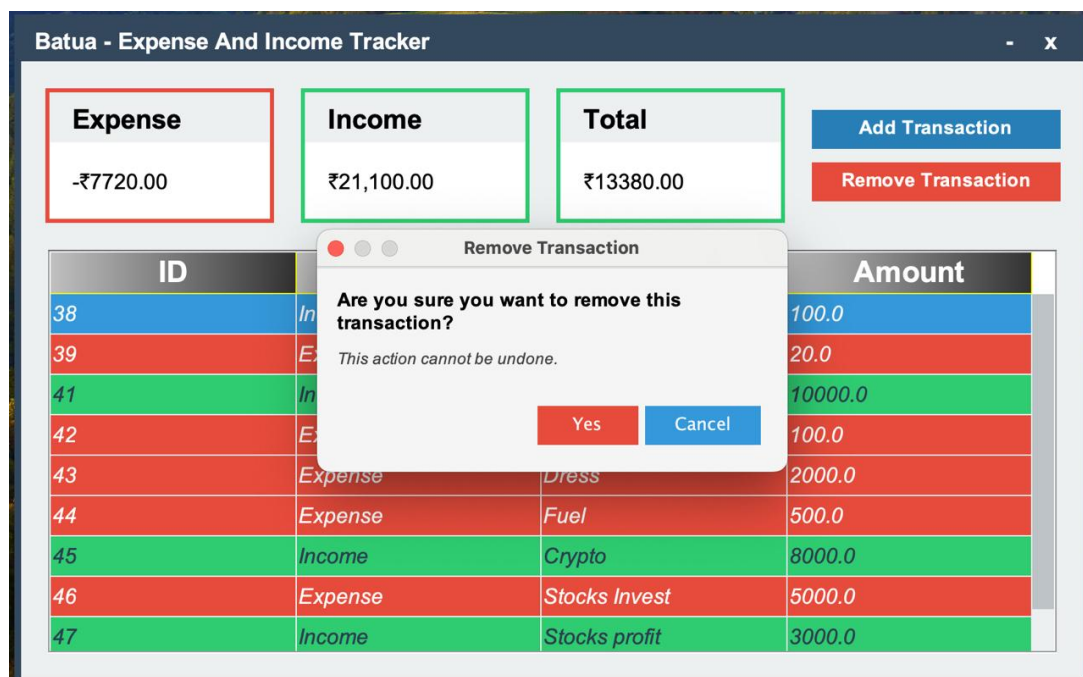 Batua - Expense And Income Tracker - x
Expense Income Total
Add Transaction
-₹7720.00 ₹21,100.00 ₹13380.00
Remove Transaction
Remove Transaction
ID Amount
Are you sure you want to remove this
transaction?
This action cannot be undone.
Yes Cancel
38 In 100.0
39 Ex 20.0
41 In 10000.0
42 Ex 100.0
43 Expense Dress 2000.0
44 Expense Fuel 500.0
45 Income Crypto 8000.0
46 Expense Stocks Invest 5000.0
47 Income Stocks profit 3000.0